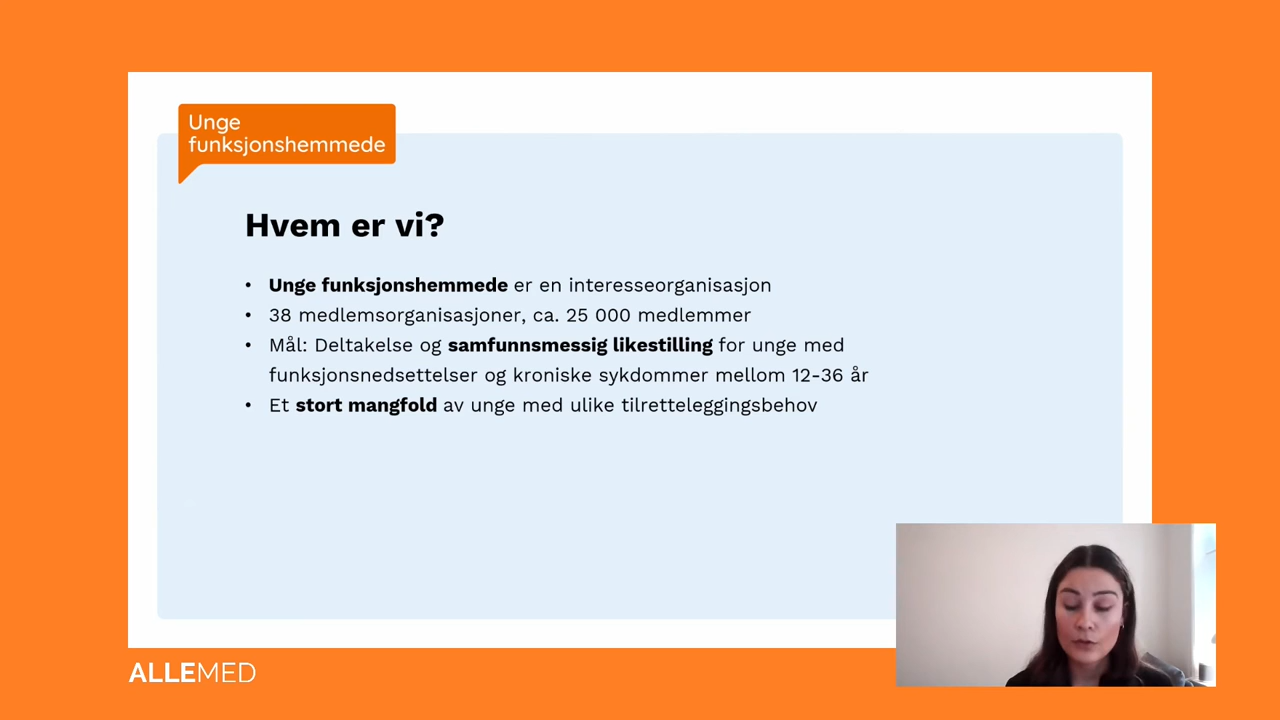 Unge
funksjonshemmede
Hvem er vi?
• Unge funksjonshemmede er en interesseorganisasjon
• 38 medlemsorganisasjoner, ca. 25 000 medlemmer
• Mål: Deltakelse og samfunnsmessig likestilling for unge med
funksjonsnedsettelser og kroniske sykdommer mellom 12-36 år
• Et stort mangfold av unge med ulike tilretteleggingsbehov
ALLEMED